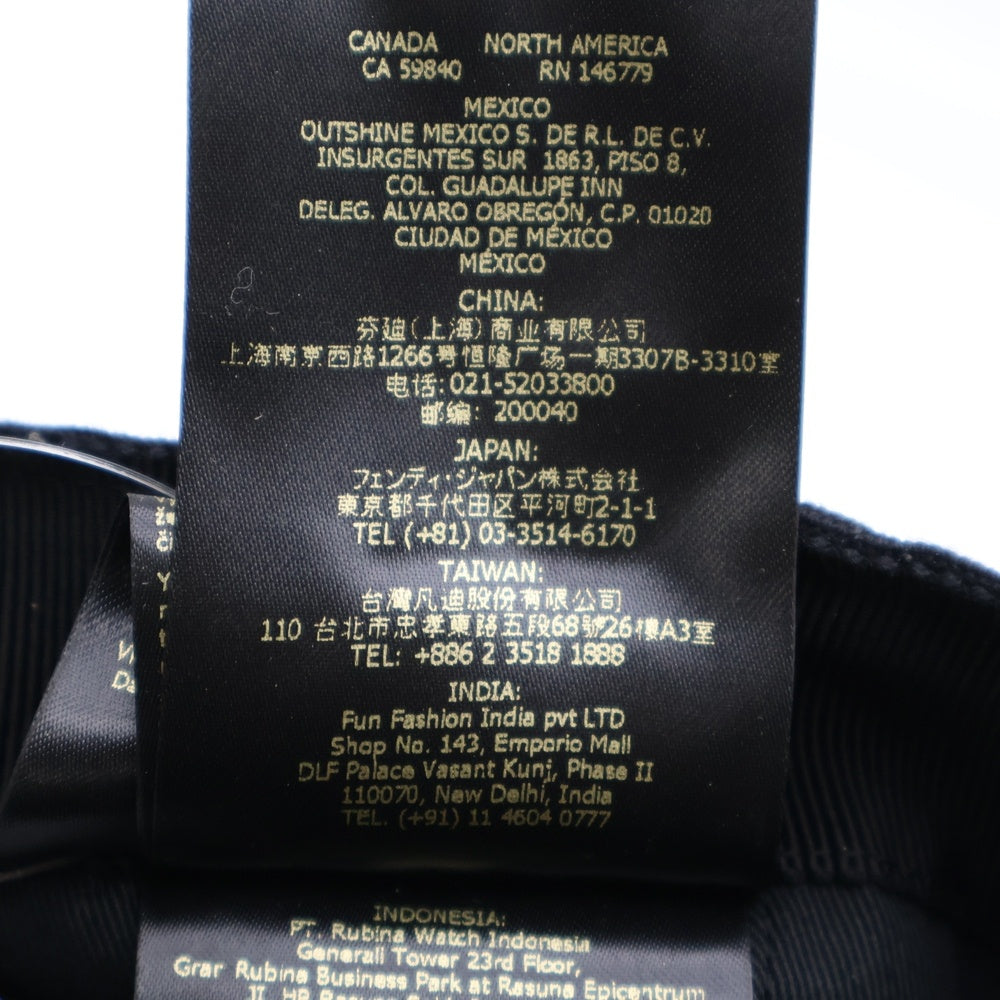 CANADA NORTH AMERICA
CA 59840 RN 146779
MEXICO
OUTSHINE MEXICO S. DE R.L. DE C.V.
INSURGENTES SUR 1863, PISO 8,
COL. GUADALUPE INN
DELEG. ALVARO OBREGÓN, C.P. 01020
CIUDAD DE MÉXICO
MÉXICO
CHINA:
芬迪(上海)商业有限公司
上海南京西路1266号恒隆广场一期3307B-3310室
电话:021-52033800
邮编: 200040
JAPAN:
フェンディ・ジャパン株式会社
東京都千代田区平河町2-1-1
TEL (+81) 03-3514-6170
TAIWAN:
台灣凡迪股份有限公司
110 台北市忠孝東路五段68號26樓A3室
TEL: +886 2 3518 1888
INDIA:
Fun Fashion India pvt LTD
Shop No. 143, Emporio Mall
DLF Palace Vasant Kunj, Phase II
110070, New Delhi, India
TEL. (+91) 11 4604 0777
INDONESIA:
PT. Rubina Watch Indonesia
Generali Tower 23rd Floor,
Gran Rubina Business Park at Rasuna Epicentrum